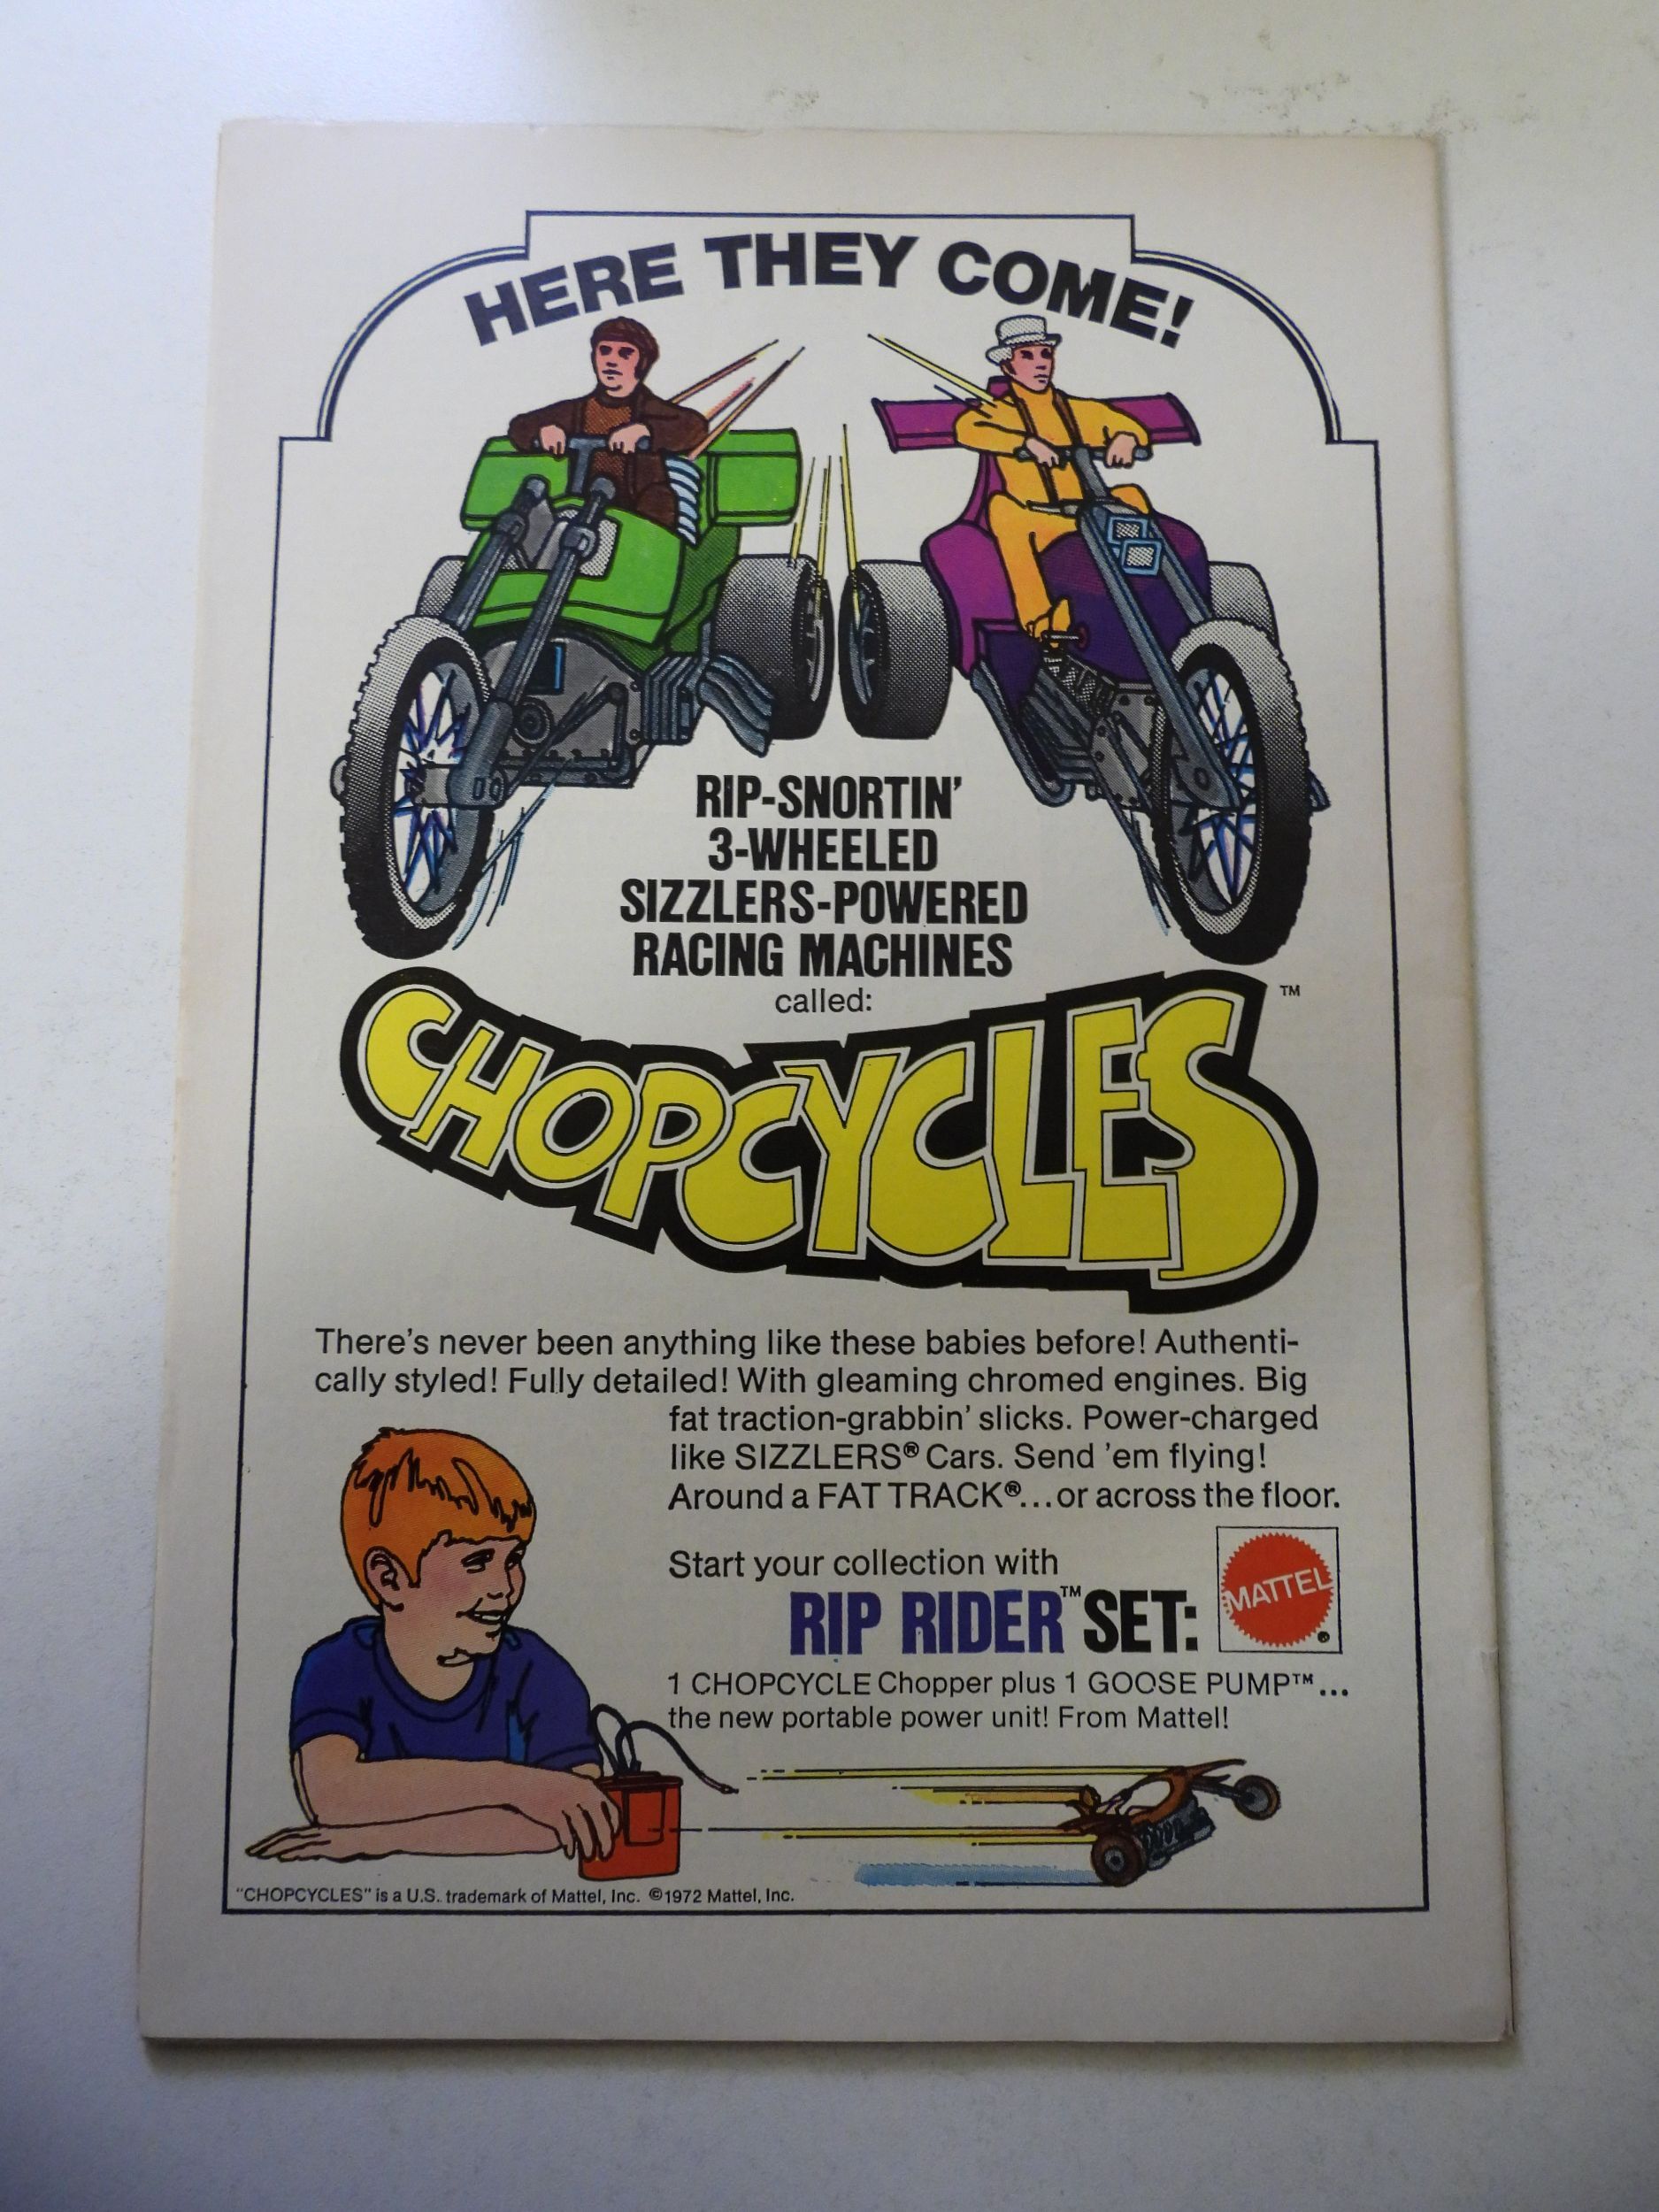 HERE THEY COME!
RIP-SNORTIN'
3-WHEELED
SIZZLERS-POWERED
RACING MACHINES
called:
CHOPCYCLES™
There's never been anything like these babies before! Authenti-
cally styled! Fully detailed! With gleaming chromed engines. Big
fat traction-grabbin' slicks. Power-charged
like SIZZLERS® Cars. Send 'em flying!
Around a FAT TRACK®...or across the floor.
Start your collection with
RIP RIDER™ SET:
MATTEL®
1 CHOPCYCLE Chopper plus 1 GOOSE PUMP™...
the new portable power unit! From Mattel!
"CHOPCYCLES" is a U.S. trademark of Mattel, Inc. ©1972 Mattel, Inc.